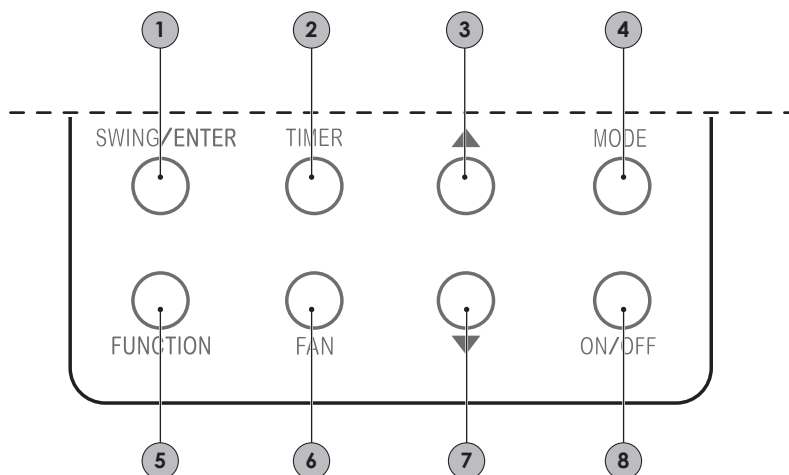 1 2 3 4
SWING/ENTER TIMER ▲ MODE
FUNCTION FAN ▼ ON/OFF
5 6 7 8